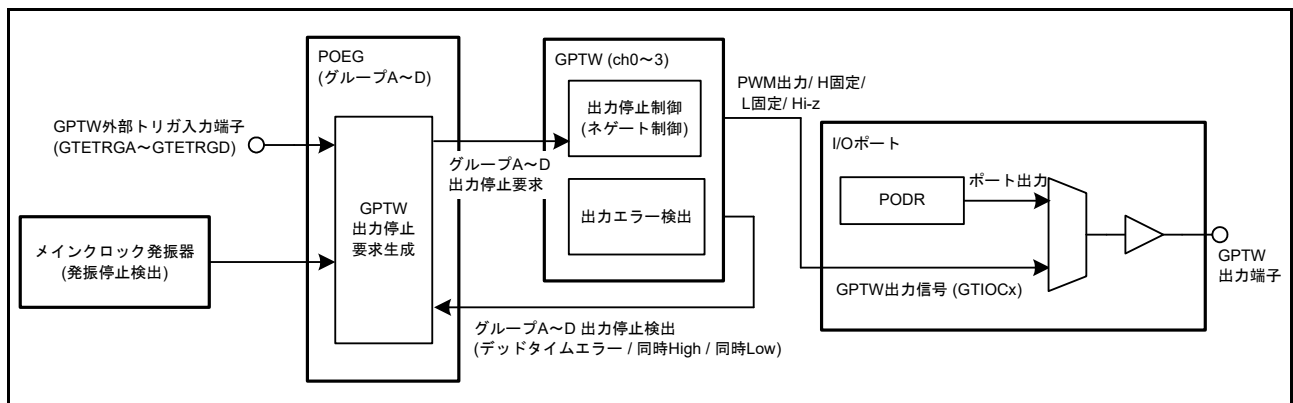 POEG
(グループA～D)
GPTW外部トリガ入力端子
(GTETRGA～GTETRGD)
メインクロック発振器
(発振停止検出)
GPTW
出力停止
要求生成
グループA～D
出力停止要求
GPTW (ch0～3)
出力停止制御
(ネゲート制御)
出力エラー検出
グループA～D 出力停止検出
(デッドタイムエラー / 同時High / 同時Low)
PWM出力/ H固定/
L固定/ Hi-z
I/Oポート
PODR
ポート出力
GPTW出力信号 (GTIOCx)
GPTW
出力端子